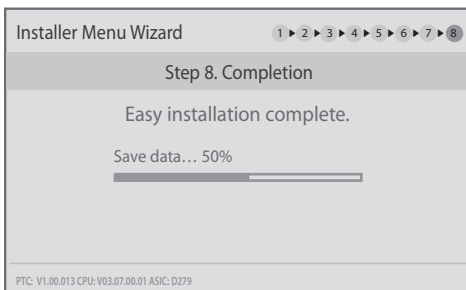 Installer Menu Wizard 1 ▸ 2 ▸ 3 ▸ 4 ▸ 5 ▸ 6 ▸ 7 ▸ 8
Step 8. Completion
Easy installation complete.
Save data… 50%
PTC: V1.00.013 CPU: V03.07.00.01 ASIC: D279